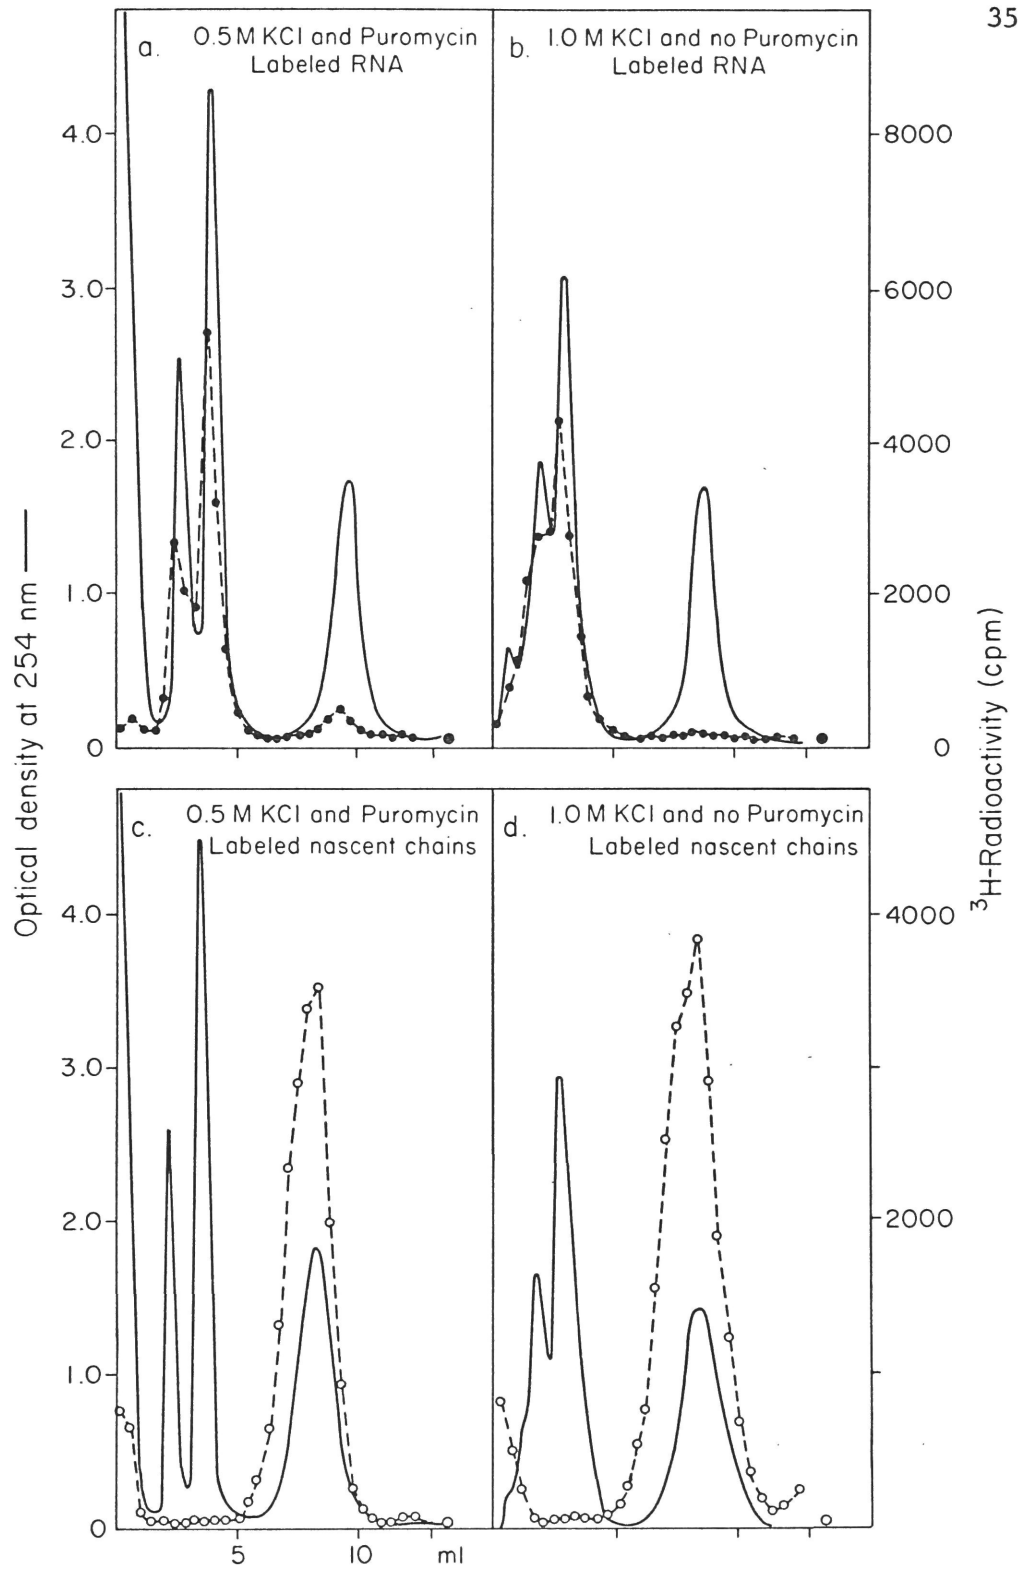 35
a. 0.5 M KCl and Puromycin
Labeled RNA
b. 1.0 M KCl and no Puromycin
Labeled RNA
4.0
3.0
2.0
1.0
0
8000
6000
4000
2000
0
c. 0.5 M KCl and Puromycin
Labeled nascent chains
d. 1.0 M KCl and no Puromycin
Labeled nascent chains
4.0
3.0
2.0
1.0
0
4000
2000
5 10 ml
Optical density at 254 nm
³H-Radioactivity (cpm)